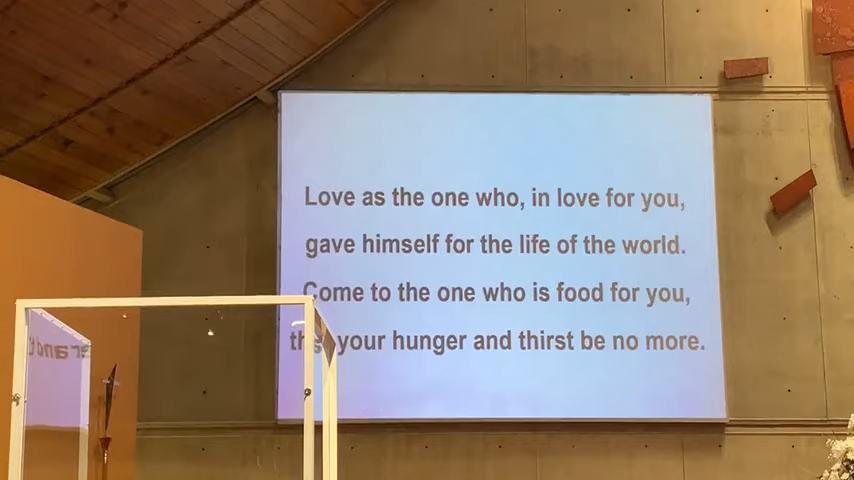 Love as the one who, in love for you,
gave himself for the life of the world.
Come to the one who is food for you,
your hunger and thirst be no more.